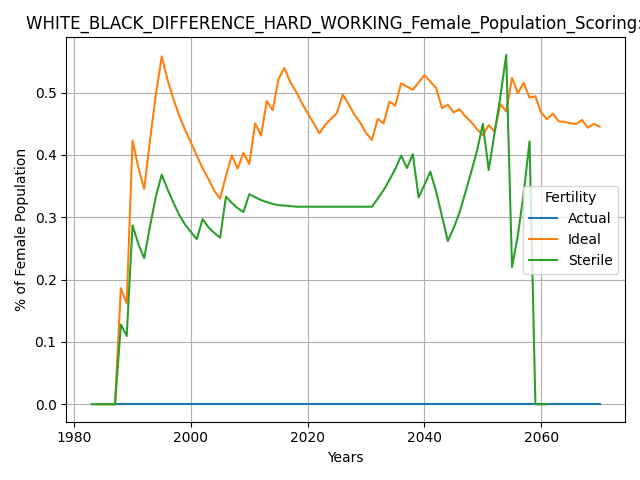 WHITE_BLACK_DIFFERENCE_HARD_WORKING_Female_Population_Scoring:
% of Female Population
0.5
0.4
0.3
0.2
0.1
0.0
Fertility
Actual
Ideal
Sterile
1980
2000
2020
2040
2060
Years